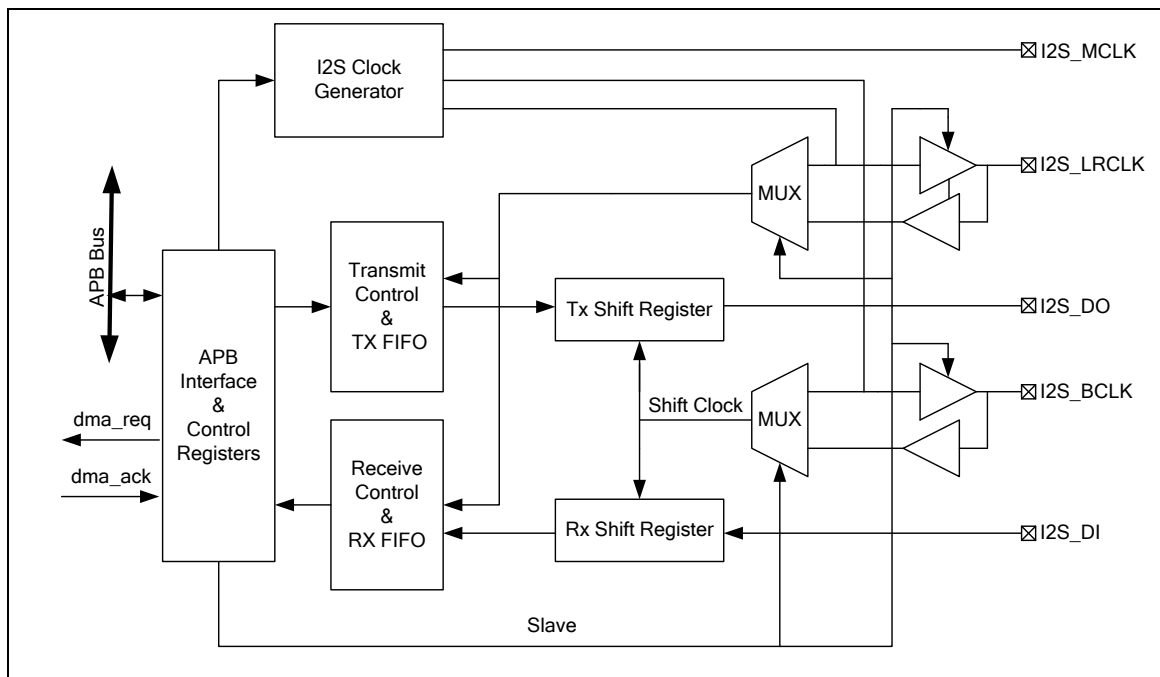 I2S Clock
Generator
I2S_MCLK
MUX
I2S_LRCLK
APB Bus
Transmit
Control
&
TX FIFO
Tx Shift Register
I2S_DO
APB
Interface
&
Control
Registers
dma_req
dma_ack
Shift Clock
MUX
I2S_BCLK
Receive
Control
&
RX FIFO
Rx Shift Register
I2S_DI
Slave